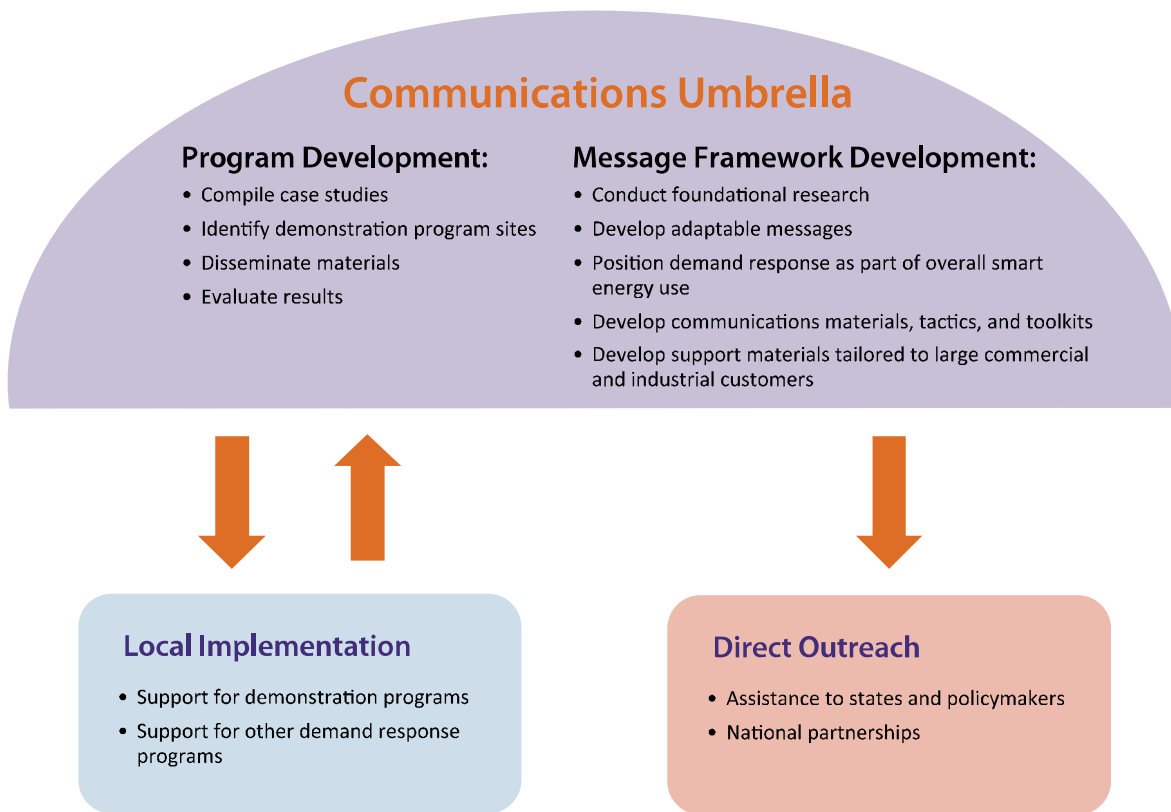 Communications Umbrella
Program Development:
• Compile case studies
• Identify demonstration program sites
• Disseminate materials
• Evaluate results
Message Framework Development:
• Conduct foundational research
• Develop adaptable messages
• Position demand response as part of overall smart
energy use
• Develop communications materials, tactics, and toolkits
• Develop support materials tailored to large commercial
and industrial customers
Local Implementation
• Support for demonstration programs
• Support for other demand response
programs
Direct Outreach
• Assistance to states and policymakers
• National partnerships